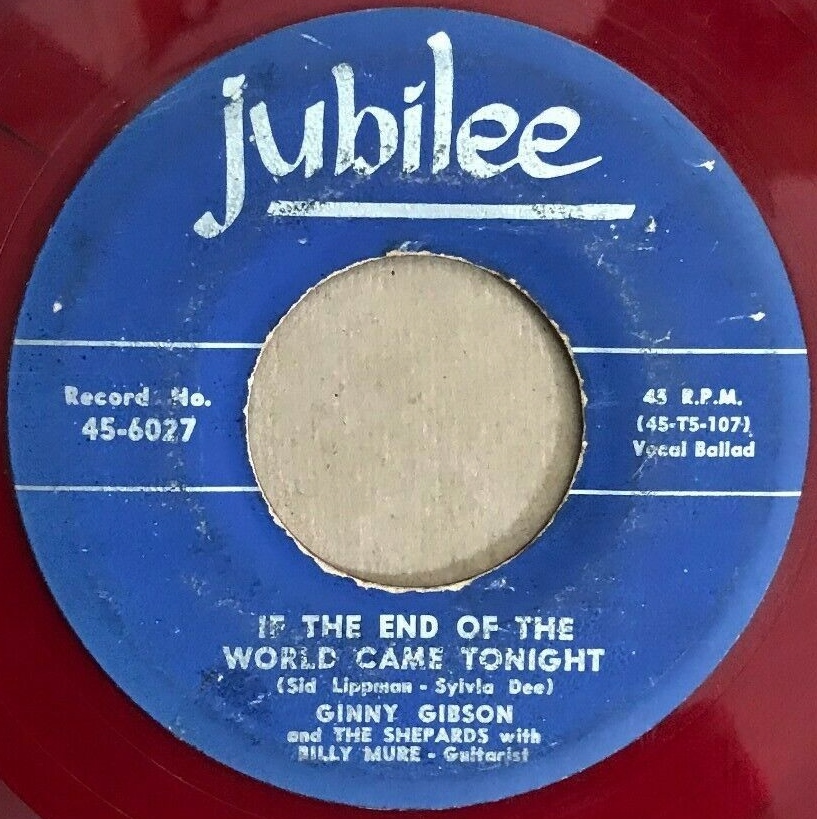 Jubilee
Record No.
45-6027
45 R.P.M.
(45-T5-107)
Vocal Ballad
IF THE END OF THE
WORLD CAME TONIGHT
(Sid Lippman - Sylvia Dee)
GINNY GIBSON
and THE SHEPARDS with
BILLY MURE - Guitarist